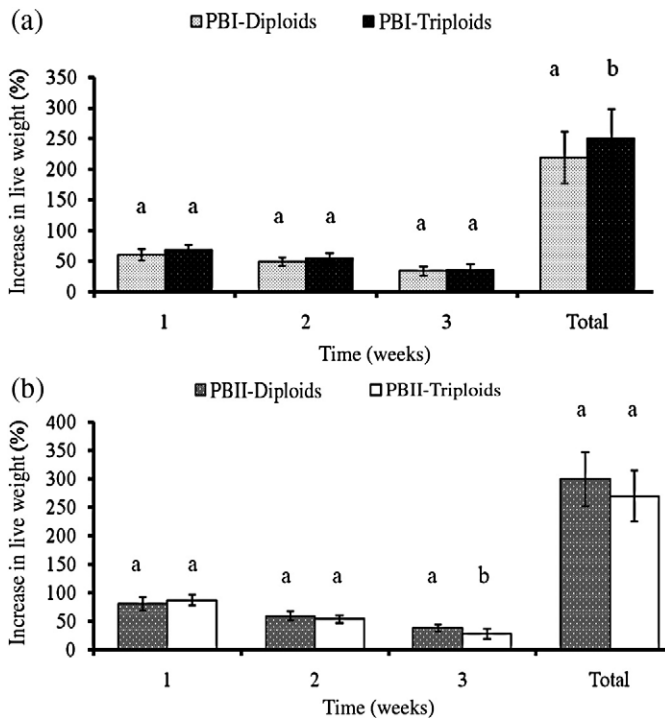 (a)
PBI-Diploids PBI-Triploids
Increase in live weight (%)
350
300
250
200
150
100
50
0
a a a a a a a b
1 2 3 Total
Time (weeks)
(b)
PBII-Diploids PBII-Triploids
Increase in live weight (%)
400
350
300
250
200
150
100
50
0
a a a a a b a a
1 2 3 Total
Time (weeks)